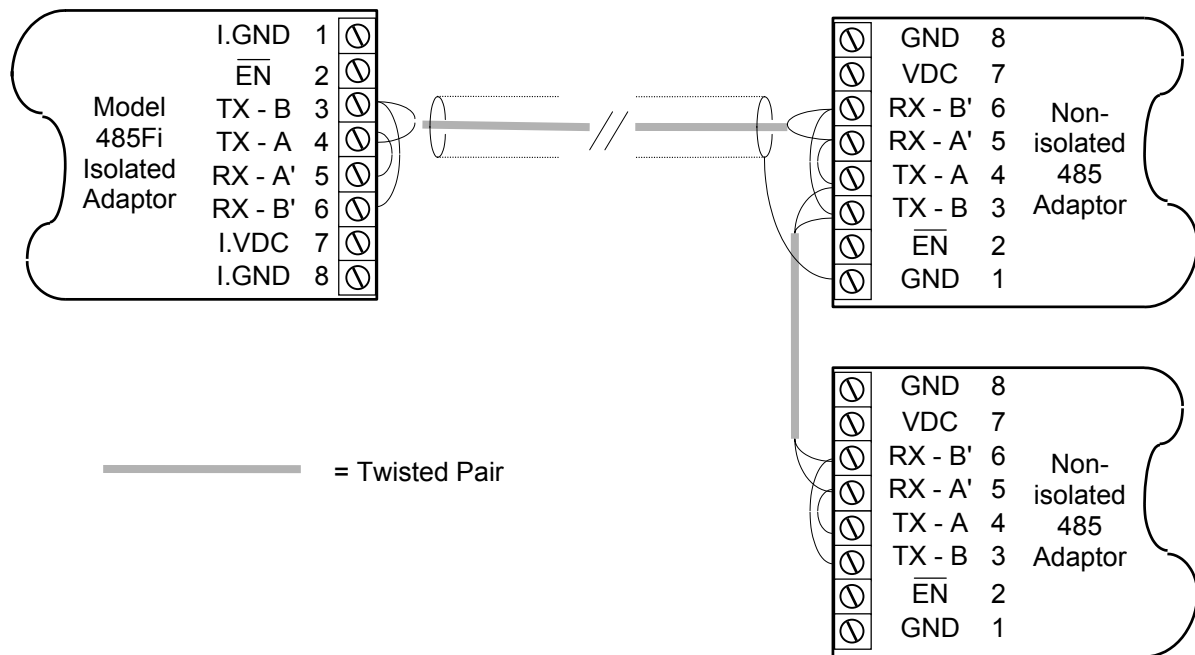 Model
485Fi
Isolated
Adaptor
I.GND 1
EN 2
TX - B 3
TX - A 4
RX - A' 5
RX - B' 6
I.VDC 7
I.GND 8
GND 8
VDC 7
RX - B' 6
RX - A' 5
TX - A 4
TX - B 3
EN 2
GND 1
Non-
isolated
485
Adaptor
GND 8
VDC 7
RX - B' 6
RX - A' 5
TX - A 4
TX - B 3
EN 2
GND 1
Non-
isolated
485
Adaptor
= Twisted Pair